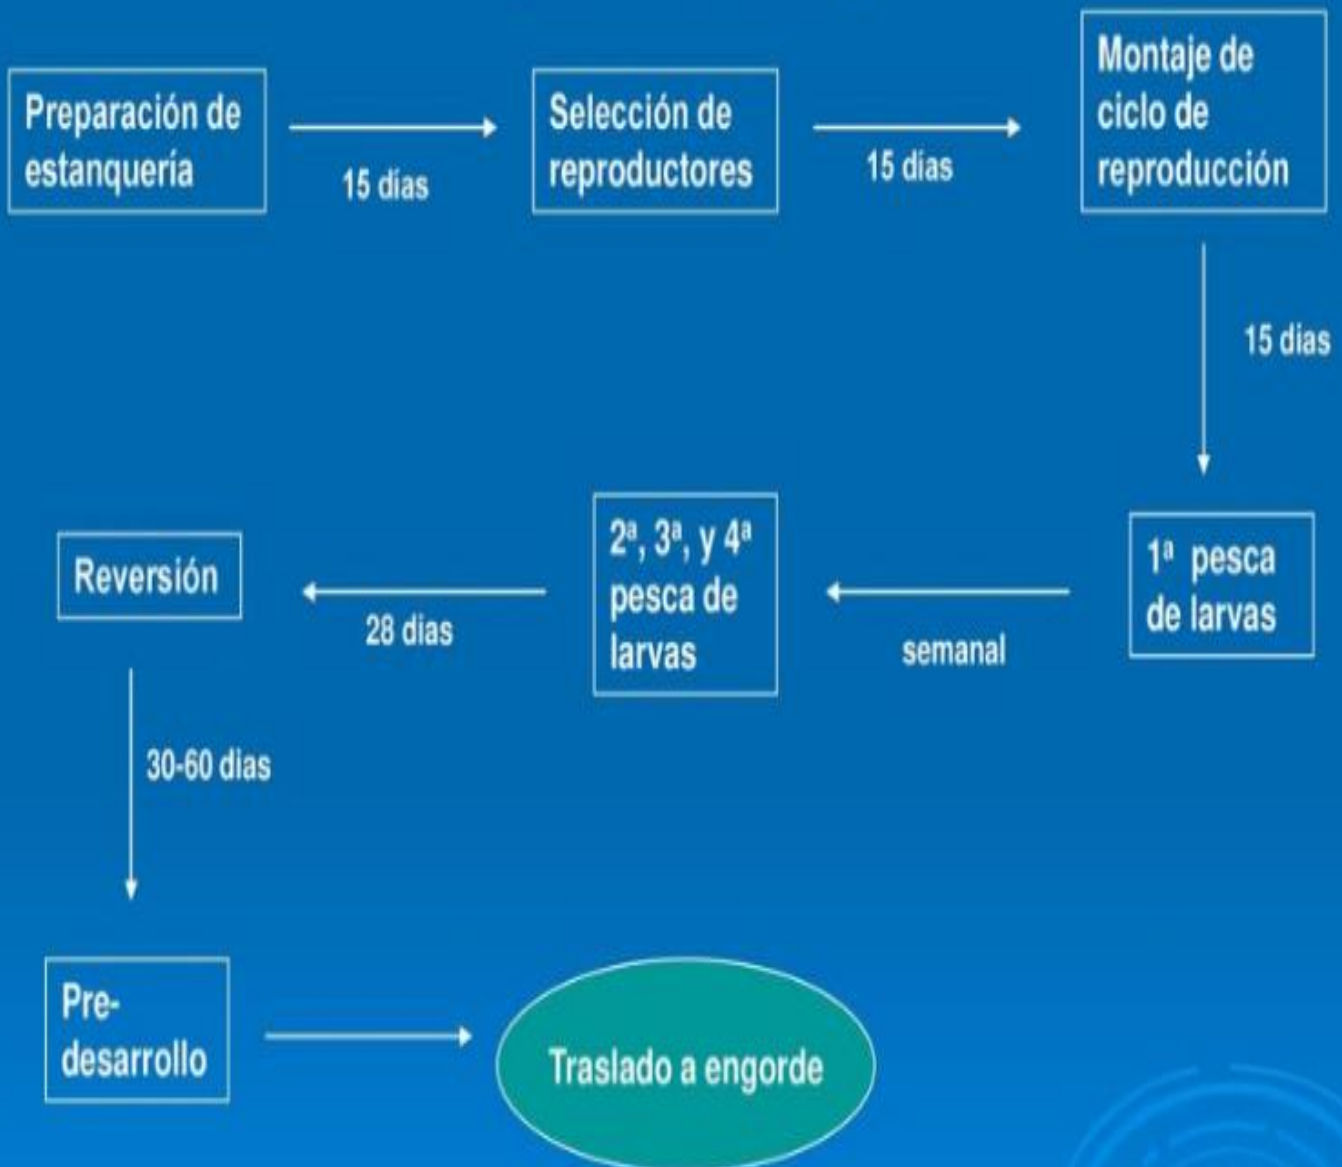 Preparación de
estanquería
15 días
Selección de
reproductores
15 días
Montaje de
ciclo de
reproducción
15 dias
1ª pesca
de larvas
semanal
2ª, 3ª, y 4ª
pesca de
larvas
28 dias
Reversión
30-60 dias
Pre-
desarrollo
Traslado a engorde